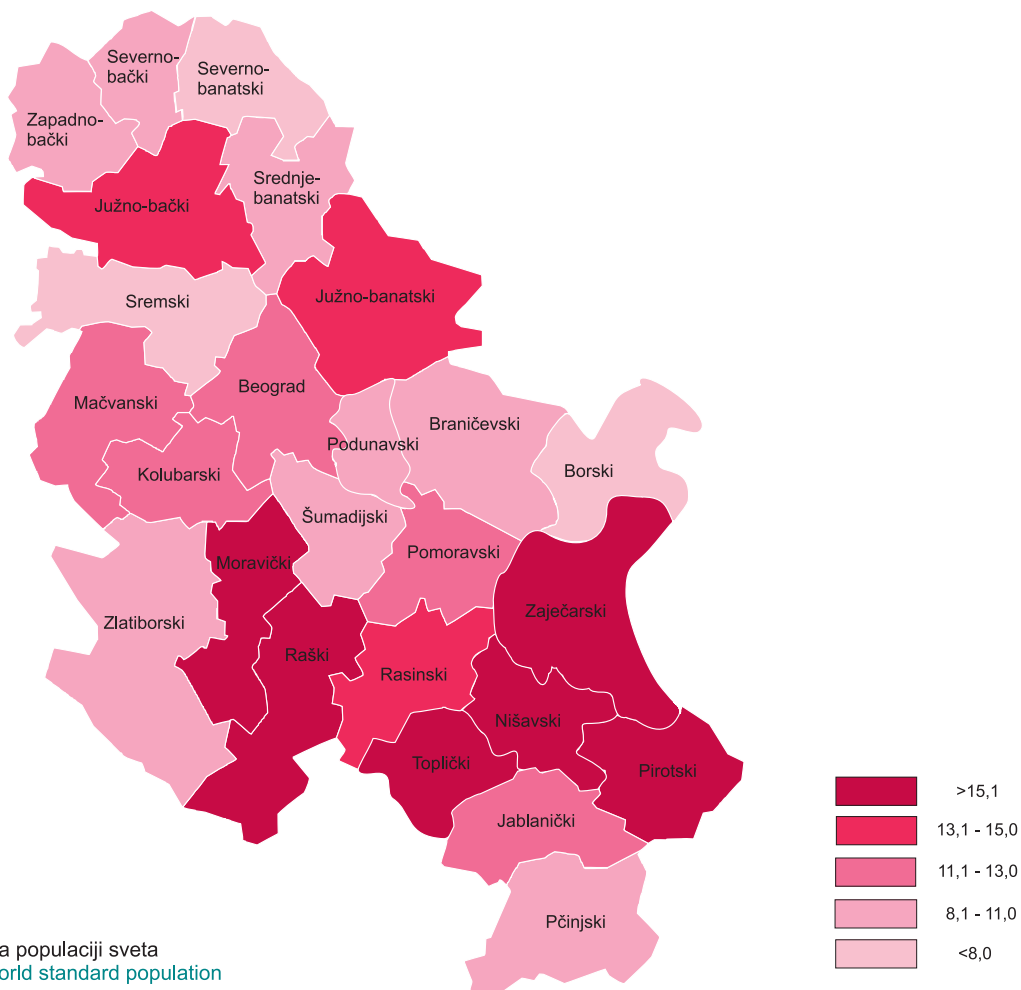 Severno-
bački
Severno-
banatski
Zapadno-
bački
Srednje-
banatski
Južno-bački
Južno-banatski
Sremski
Beograd
Mačvanski
Braničevski
Podunavski
Borski
Kolubarski
Šumadijski
Pomoravski
Moravički
Zaječarski
Zlatiborski
Raški
Rasinski
Nišavski
Toplički
Pirotski
Jablanički
Pčinjski
>15,1
13,1 - 15,0
11,1 - 13,0
8,1 - 11,0
<8,0
a populaciji sveta
orld standard population